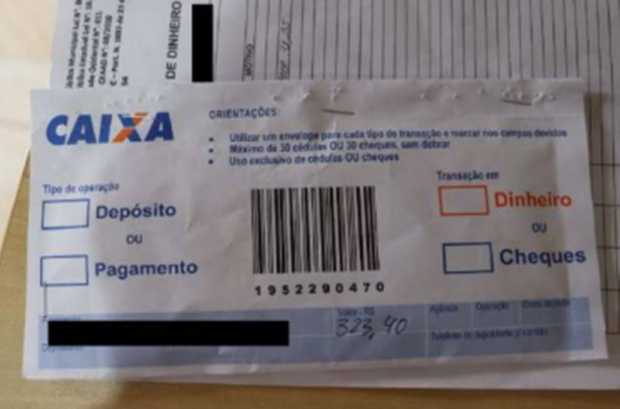 DE DINHEIRO
MOTIVO
CAIXA
ORIENTAÇÕES:
• Utilizar um envelope para cada tipo de transação e marcar nos campos devidos
• Máximo de 30 cédulas OU 30 cheques, sem dobrar
• Uso exclusivo de cédulas OU cheques
Tipo de operação
Depósito
OU
Pagamento
1952290470
Transação em
Dinheiro
OU
Cheques
Valor - R$
323,40
Agência Operação